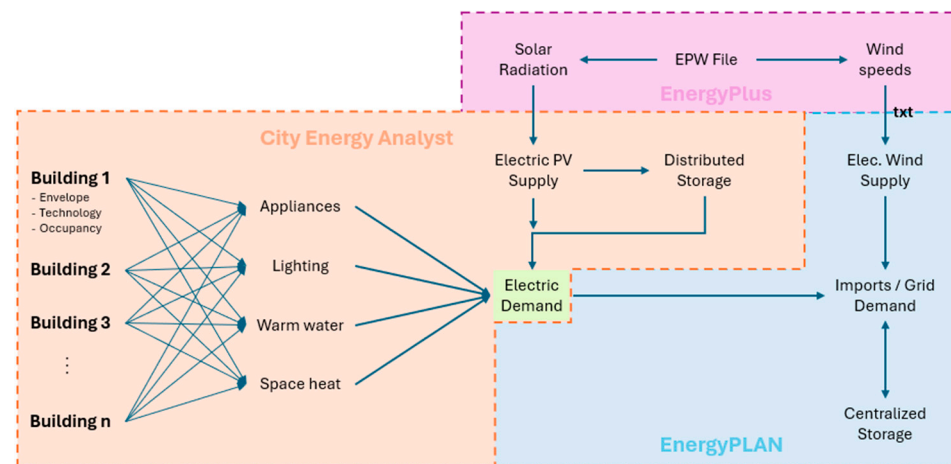 Solar
Radiation
EPW File
Wind
speeds
EnergyPlus
txt
City Energy Analyst
Building 1
- Envelope
- Technology
- Occupancy
Building 2
Building 3
⋮
Building n
Appliances
Lighting
Warm water
Space heat
Electric PV
Supply
Distributed
Storage
Electric
Demand
Elec. Wind
Supply
Imports / Grid
Demand
Centralized
Storage
EnergyPLAN